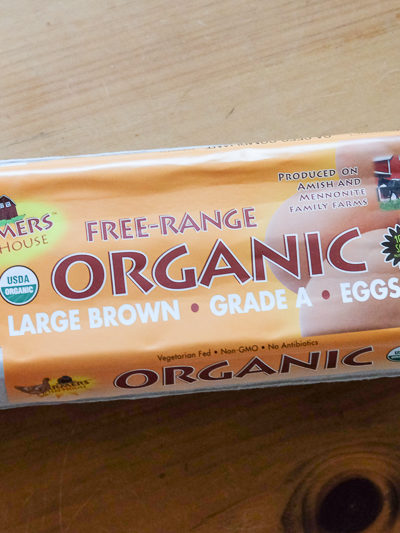 PRODUCED ON
AMISH AND
MENNONITE
FAMILY FARMS
MERS™
HOUSE
FREE-RANGE
USDA
ORGANIC
ORGANIC
LARGE BROWN • GRADE A • EGGS
Vegetarian Fed • Non-GMO • No Antibiotics
ORGANIC